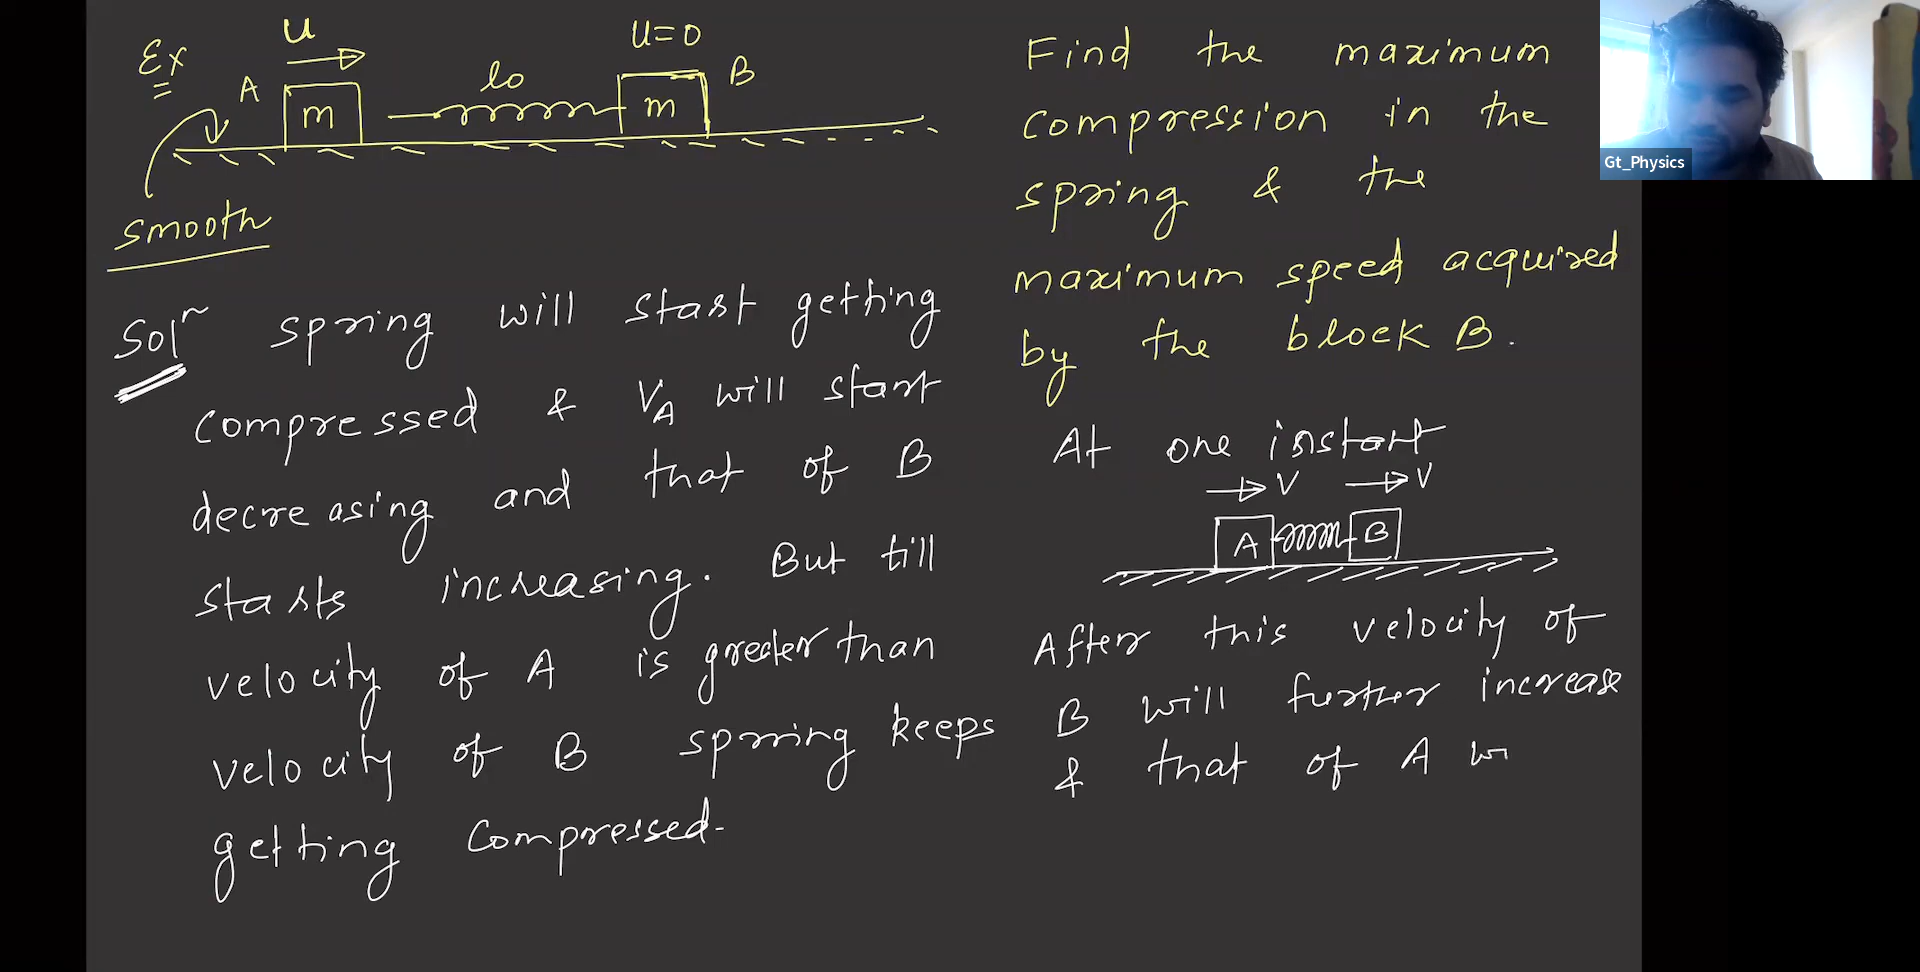 Ex
u
u=0
A
m
lo
m
B
smooth
Find the maximum
compression in the
spring & the
maximum speed acquired
by the block B.
Gt_Physics
Solⁿ spring will start getting
compressed & VA will start
decreasing and that of B
starts increasing. But till
velocity of A is greater than
velocity of B spring keeps
getting compressed.
At one instant
V
V
A
B
After this velocity of
B will further increase
& that of A wi